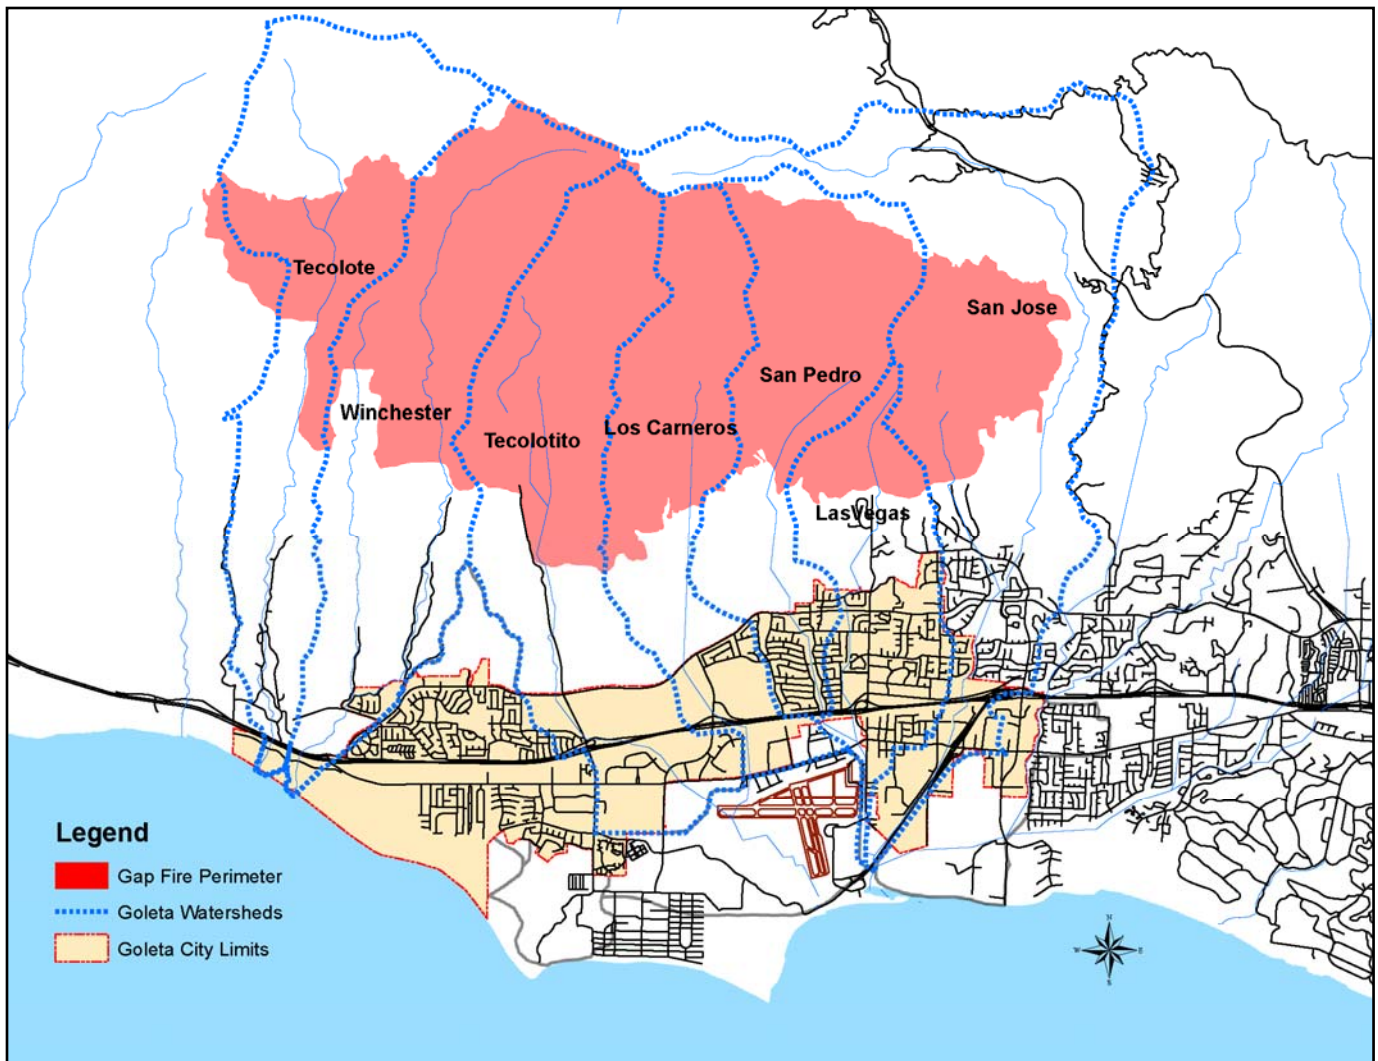 Tecolote
San Jose
San Pedro
Winchester
Los Carneros
Tecolotito
LasVegas
Legend
Gap Fire Perimeter
Goleta Watersheds
Goleta City Limits
N
W
E
S